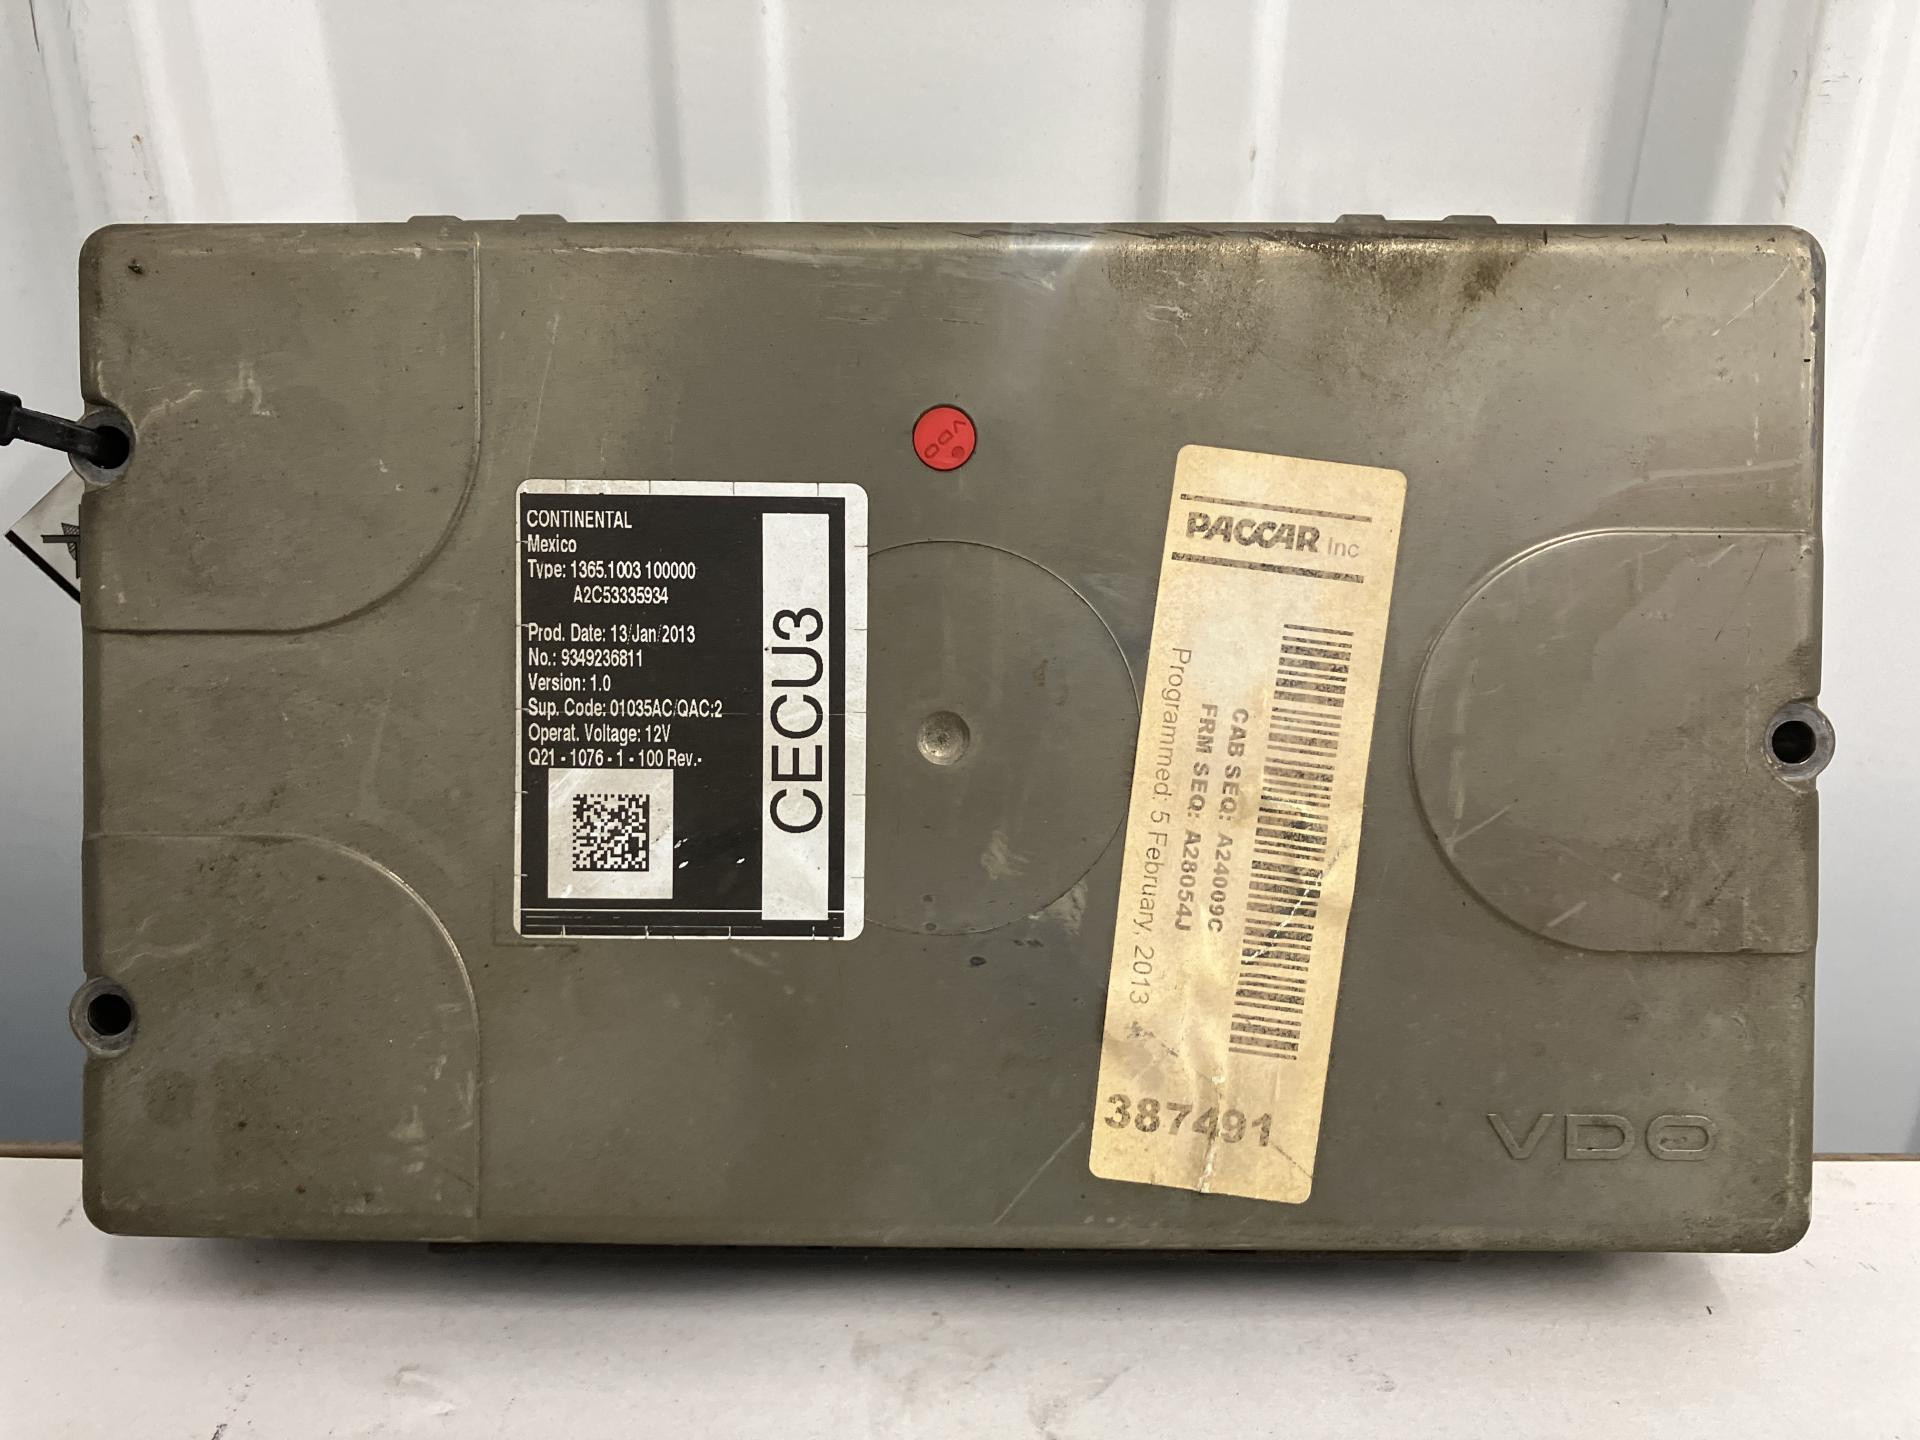 CONTINENTAL
Mexico
Type: 1365.1003 100000
A2C53335934
Prod. Date: 13/Jan/2013
No.: 9349236811
Version: 1.0
Sup. Code: 01035AC/QAC:2
Operat. Voltage: 12V
Q21 - 1076 - 1 - 100 Rev.-
CECU3
VDO
PACCAR Inc
CAB SEQ: A24009C
FRM SEQ: A28054J
Programmed: 5 February, 2013
387491
VDO